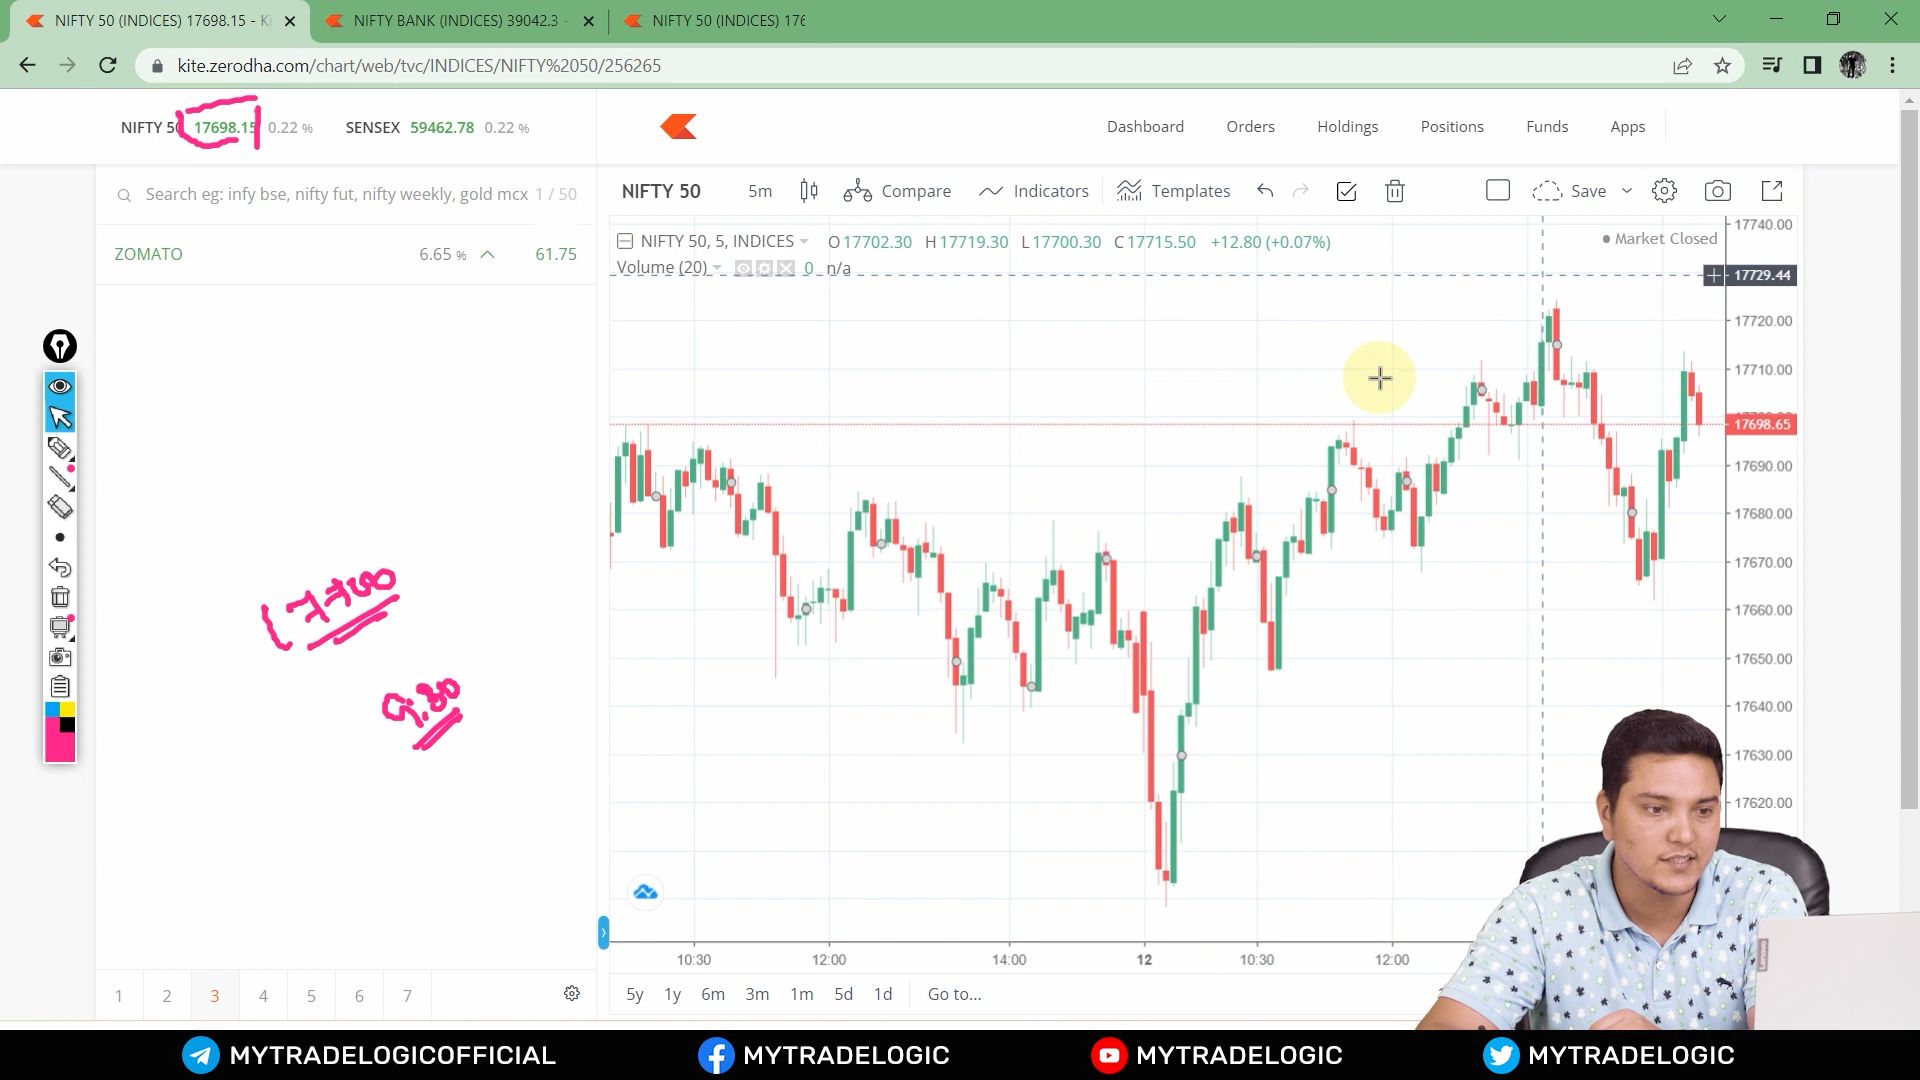 NIFTY 50 (INDICES) 17698.15 - Ki
NIFTY BANK (INDICES) 39042.3 -
NIFTY 50 (INDICES) 176
kite.zerodha.com/chart/web/tvc/INDICES/NIFTY%2050/256265
NIFTY 50 17698.15 0.22 % SENSEX 59462.78 0.22 %
Dashboard Orders Holdings Positions Funds Apps
Search eg: infy bse, nifty fut, nifty weekly, gold mcx 1 / 50
NIFTY 50 5m Compare Indicators Templates Save
ZOMATO 6.65 % 61.75
NIFTY 50, 5, INDICES O17702.30 H17719.30 L17700.30 C17715.50 +12.80 (+0.07%)
Market Closed
Volume (20) 0 n/a
17740.00
17729.44
17720.00
17710.00
17698.65
17690.00
17680.00
17670.00
17660.00
17650.00
17640.00
17630.00
17620.00
17700
9:30
10:30 12:00 14:00 12 10:30 12:00
5y 1y 6m 3m 1m 5d 1d Go to...
1 2 3 4 5 6 7
Lenovo
MYTRADELOGICOFFICIAL MYTRADELOGIC MYTRADELOGIC MYTRADELOGIC